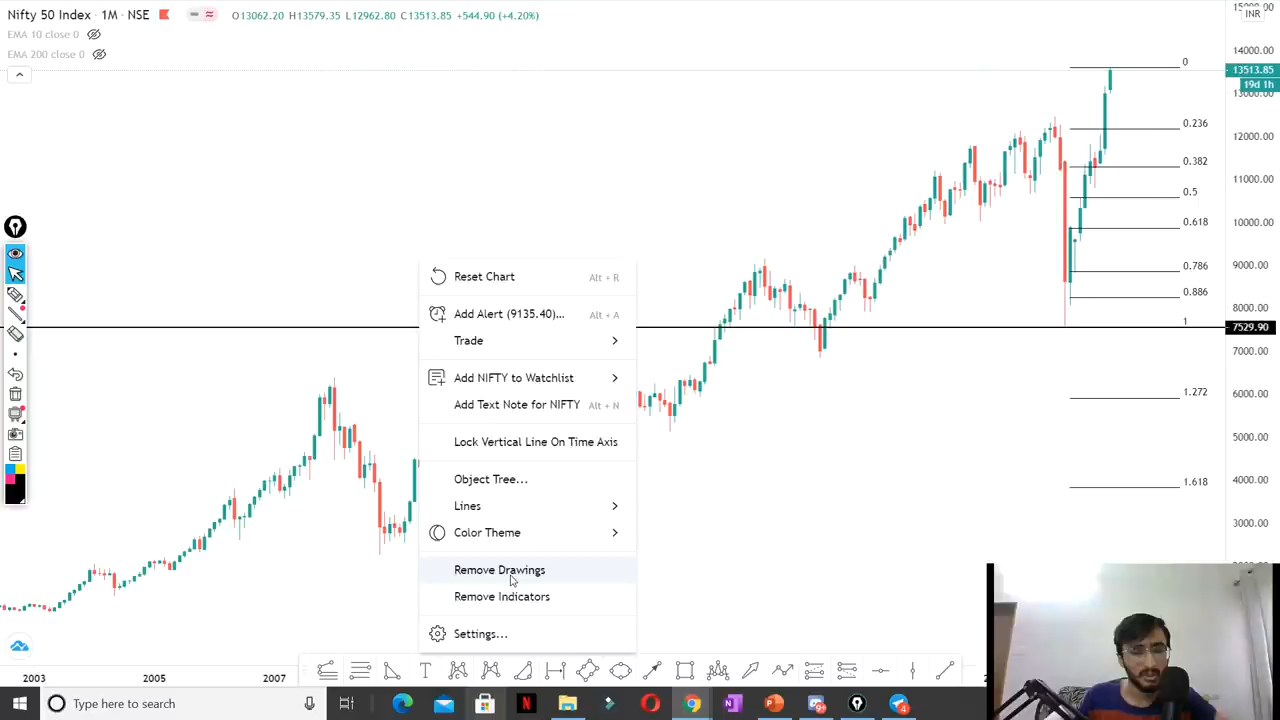 Nifty 50 Index · 1M · NSE O13062.20 H13579.35 L12962.80 C13513.85 +544.90 (+4.20%)
EMA 10 close 0
EMA 200 close 0
INR
14000.00
13513.85
19d 1h
13000.00
12000.00
11000.00
10000.00
9000.00
8000.00
7529.90
7000.00
6000.00
5000.00
4000.00
3000.00
0
0.236
0.382
0.5
0.618
0.786
0.886
1
1.272
1.618
Reset Chart Alt + R
Add Alert (9135.40)... Alt + A
Trade
Add NIFTY to Watchlist
Add Text Note for NIFTY Alt + N
Lock Vertical Line On Time Axis
Object Tree...
Lines
Color Theme
Remove Drawings
Remove Indicators
Settings...
2003 2005 2007
Type here to search